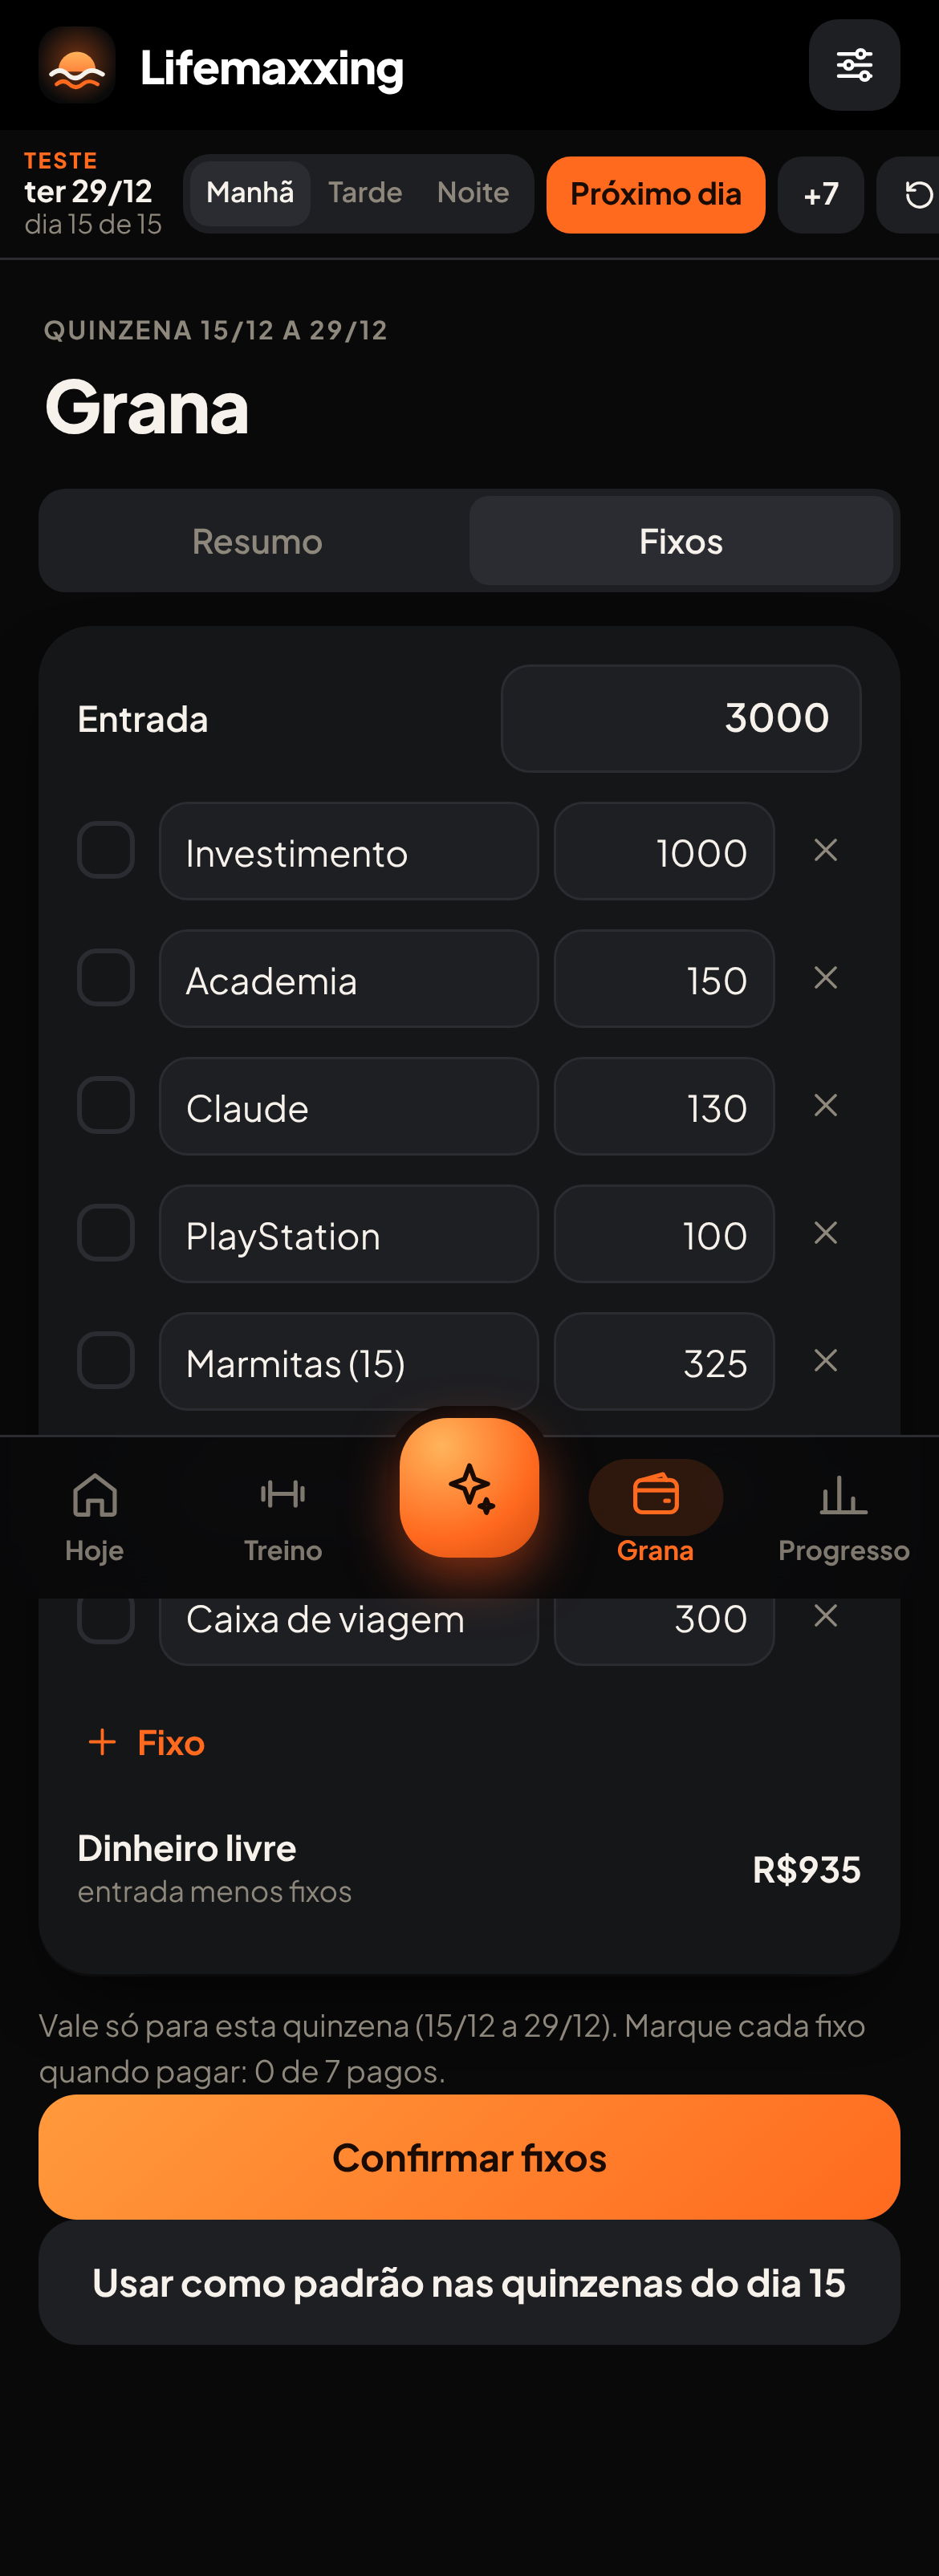 Lifemaxxing
TESTE
ter 29/12
dia 15 de 15
Manhã Tarde Noite Próximo dia +7
QUINZENA 15/12 A 29/12
Grana
Resumo Fixos
Entrada 3000
Investimento 1000
Academia 150
Claude 130
PlayStation 100
Marmitas (15) 325
Hoje Treino Grana Progresso
Caixa de viagem 300
+ Fixo
Dinheiro livre
entrada menos fixos
R$935
Vale só para esta quinzena (15/12 a 29/12). Marque cada fixo
quando pagar: 0 de 7 pagos.
Confirmar fixos
Usar como padrão nas quinzenas do dia 15